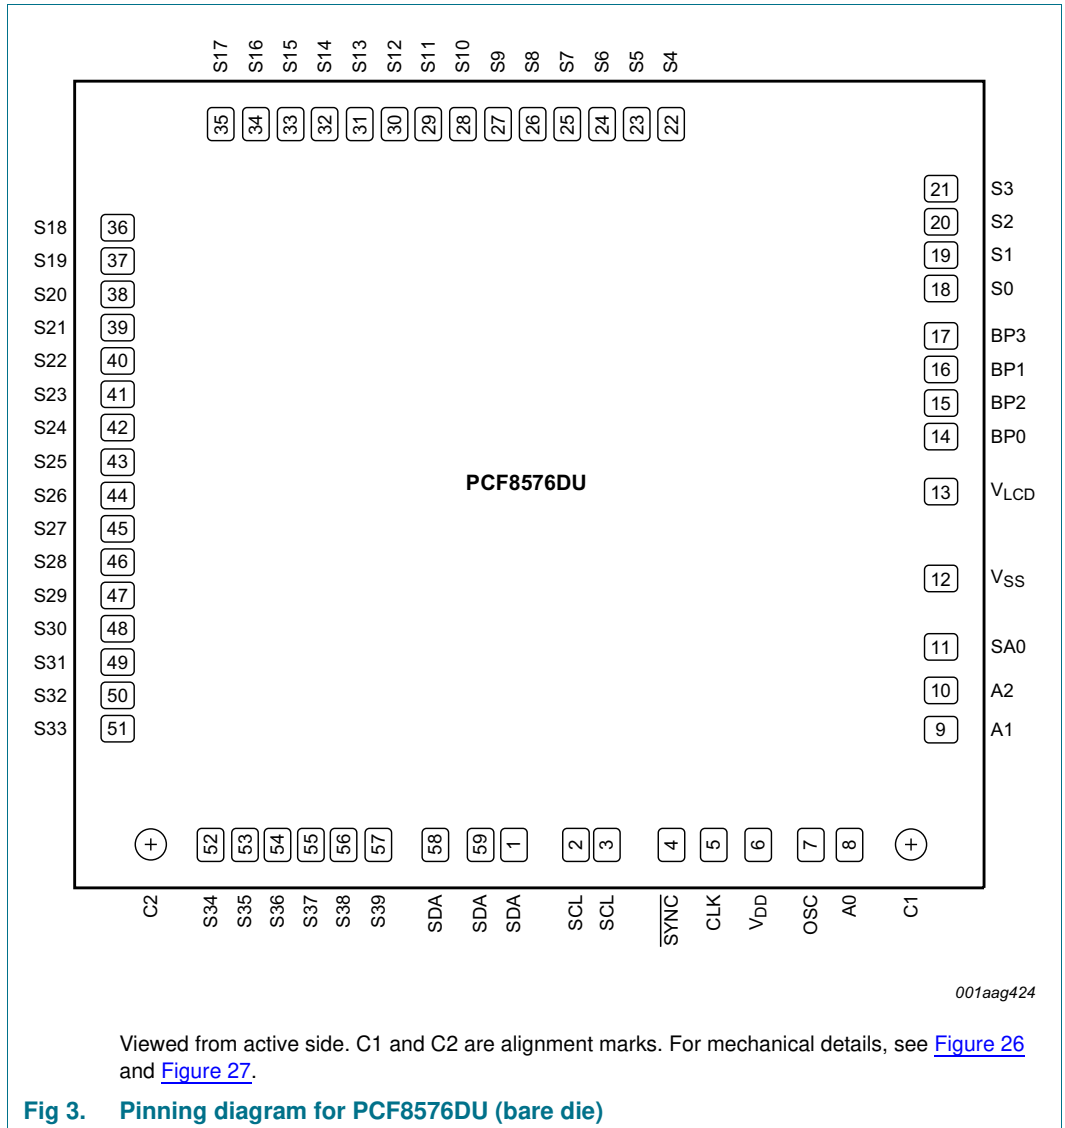 S17 S16 S15 S14 S13 S12 S11 S10 S9 S8 S7 S6 S5 S4
35 34 33 32 31 30 29 28 27 26 25 24 23 22
21 S3
20 S2
19 S1
18 S0
17 BP3
16 BP1
15 BP2
14 BP0
13 VLCD
12 VSS
11 SA0
10 A2
9 A1
S18 36
S19 37
S20 38
S21 39
S22 40
S23 41
S24 42
S25 43
S26 44
S27 45
S28 46
S29 47
S30 48
S31 49
S32 50
S33 51
PCF8576DU
52 53 54 55 56 57 58 59 1 2 3 4 5 6 7 8
C2 S34 S35 S36 S37 S38 S39 SDA SDA SDA SCL SCL SYNC CLK VDD OSC A0 C1
001aag424
Viewed from active side. C1 and C2 are alignment marks. For mechanical details, see Figure 26
and Figure 27.
Fig 3. Pinning diagram for PCF8576DU (bare die)